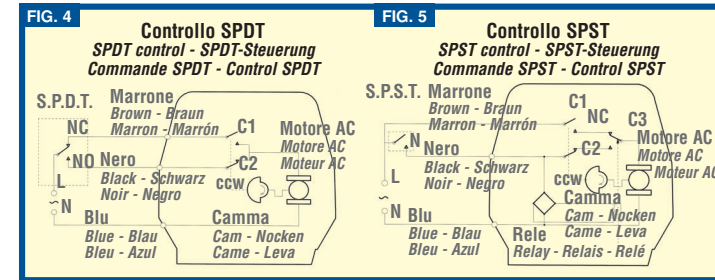 FIG. 4
Controllo SPDT
SPDT control - SPDT-Steuerung
Commande SPDT - Control SPDT
S.P.D.T.
Marrone
Brown - Braun
Marron - Marrón
NC
C1
Motore AC
Motore AC
Moteur AC
NO
Nero
Black - Schwarz
Noir - Negro
C2
ccw
L
~
N
Blu
Blue - Blau
Bleu - Azul
Camma
Cam - Nocken
Came - Leva
FIG. 5
Controllo SPST
SPST control - SPST-Steuerung
Commande SPST - Control SPST
S.P.S.T.
Marrone
Brown - Braun
Marron - Marrón
C1
NC
C3
Motore AC
Motore AC
Moteur AC
N
Nero
Black - Schwarz
Noir - Negro
C2
ccw
L
~
N
Blu
Blue - Blau
Bleu - Azul
Camma
Cam - Nocken
Came - Leva
Relè
Relay - Relais - Relé